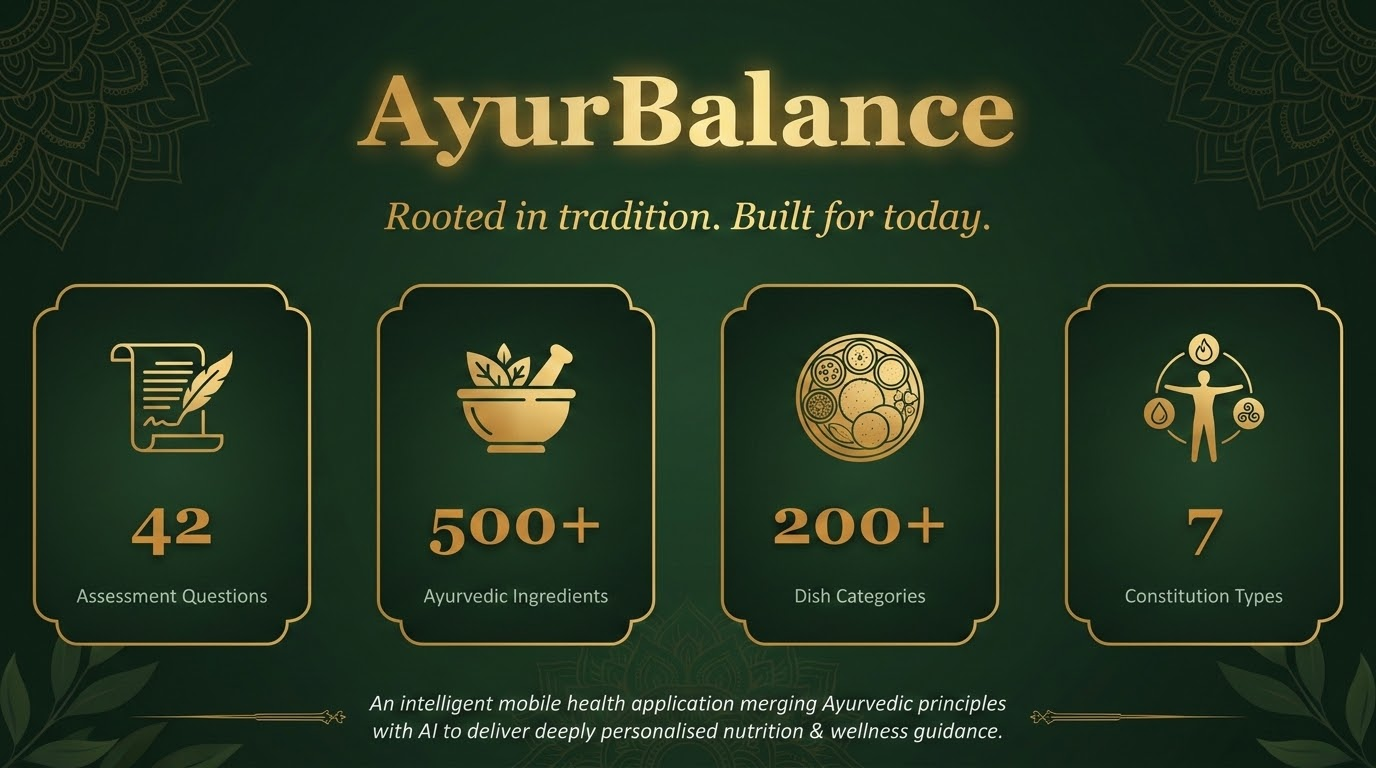 AyurBalance
Rooted in tradition. Built for today.
42
Assessment Questions
500+
Ayurvedic Ingredients
200+
Dish Categories
7
Constitution Types
An intelligent mobile health application merging Ayurvedic principles
with AI to deliver deeply personalised nutrition & wellness guidance.